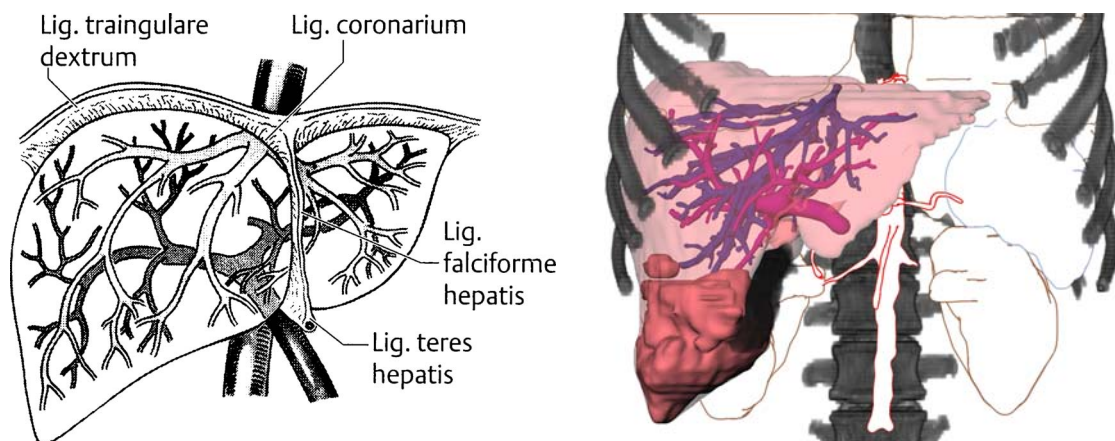 Lig. traingulare
dextrum
Lig. coronarium
Lig.
falciforme
hepatis
Lig. teres
hepatis